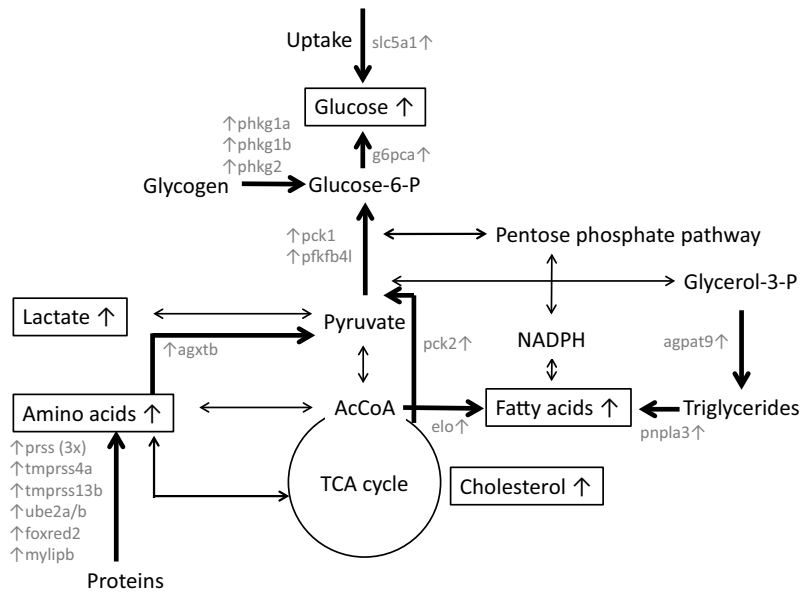 Uptake
slc5a1↑
Glucose ↑
↑phkg1a
↑phkg1b
↑phkg2
g6pca↑
Glycogen
Glucose-6-P
↑pck1
↑pfkfb4l
Pentose phosphate pathway
Glycerol-3-P
Lactate ↑
Pyruvate
↑agxtb
pck2↑
NADPH
agpat9↑
Amino acids ↑
AcCoA
elo↑
Fatty acids ↑
Triglycerides
pnpla3↑
↑prss (3x)
↑tmprss4a
↑tmprss13b
↑ube2a/b
↑foxred2
↑mylipb
TCA cycle
Cholesterol ↑
Proteins